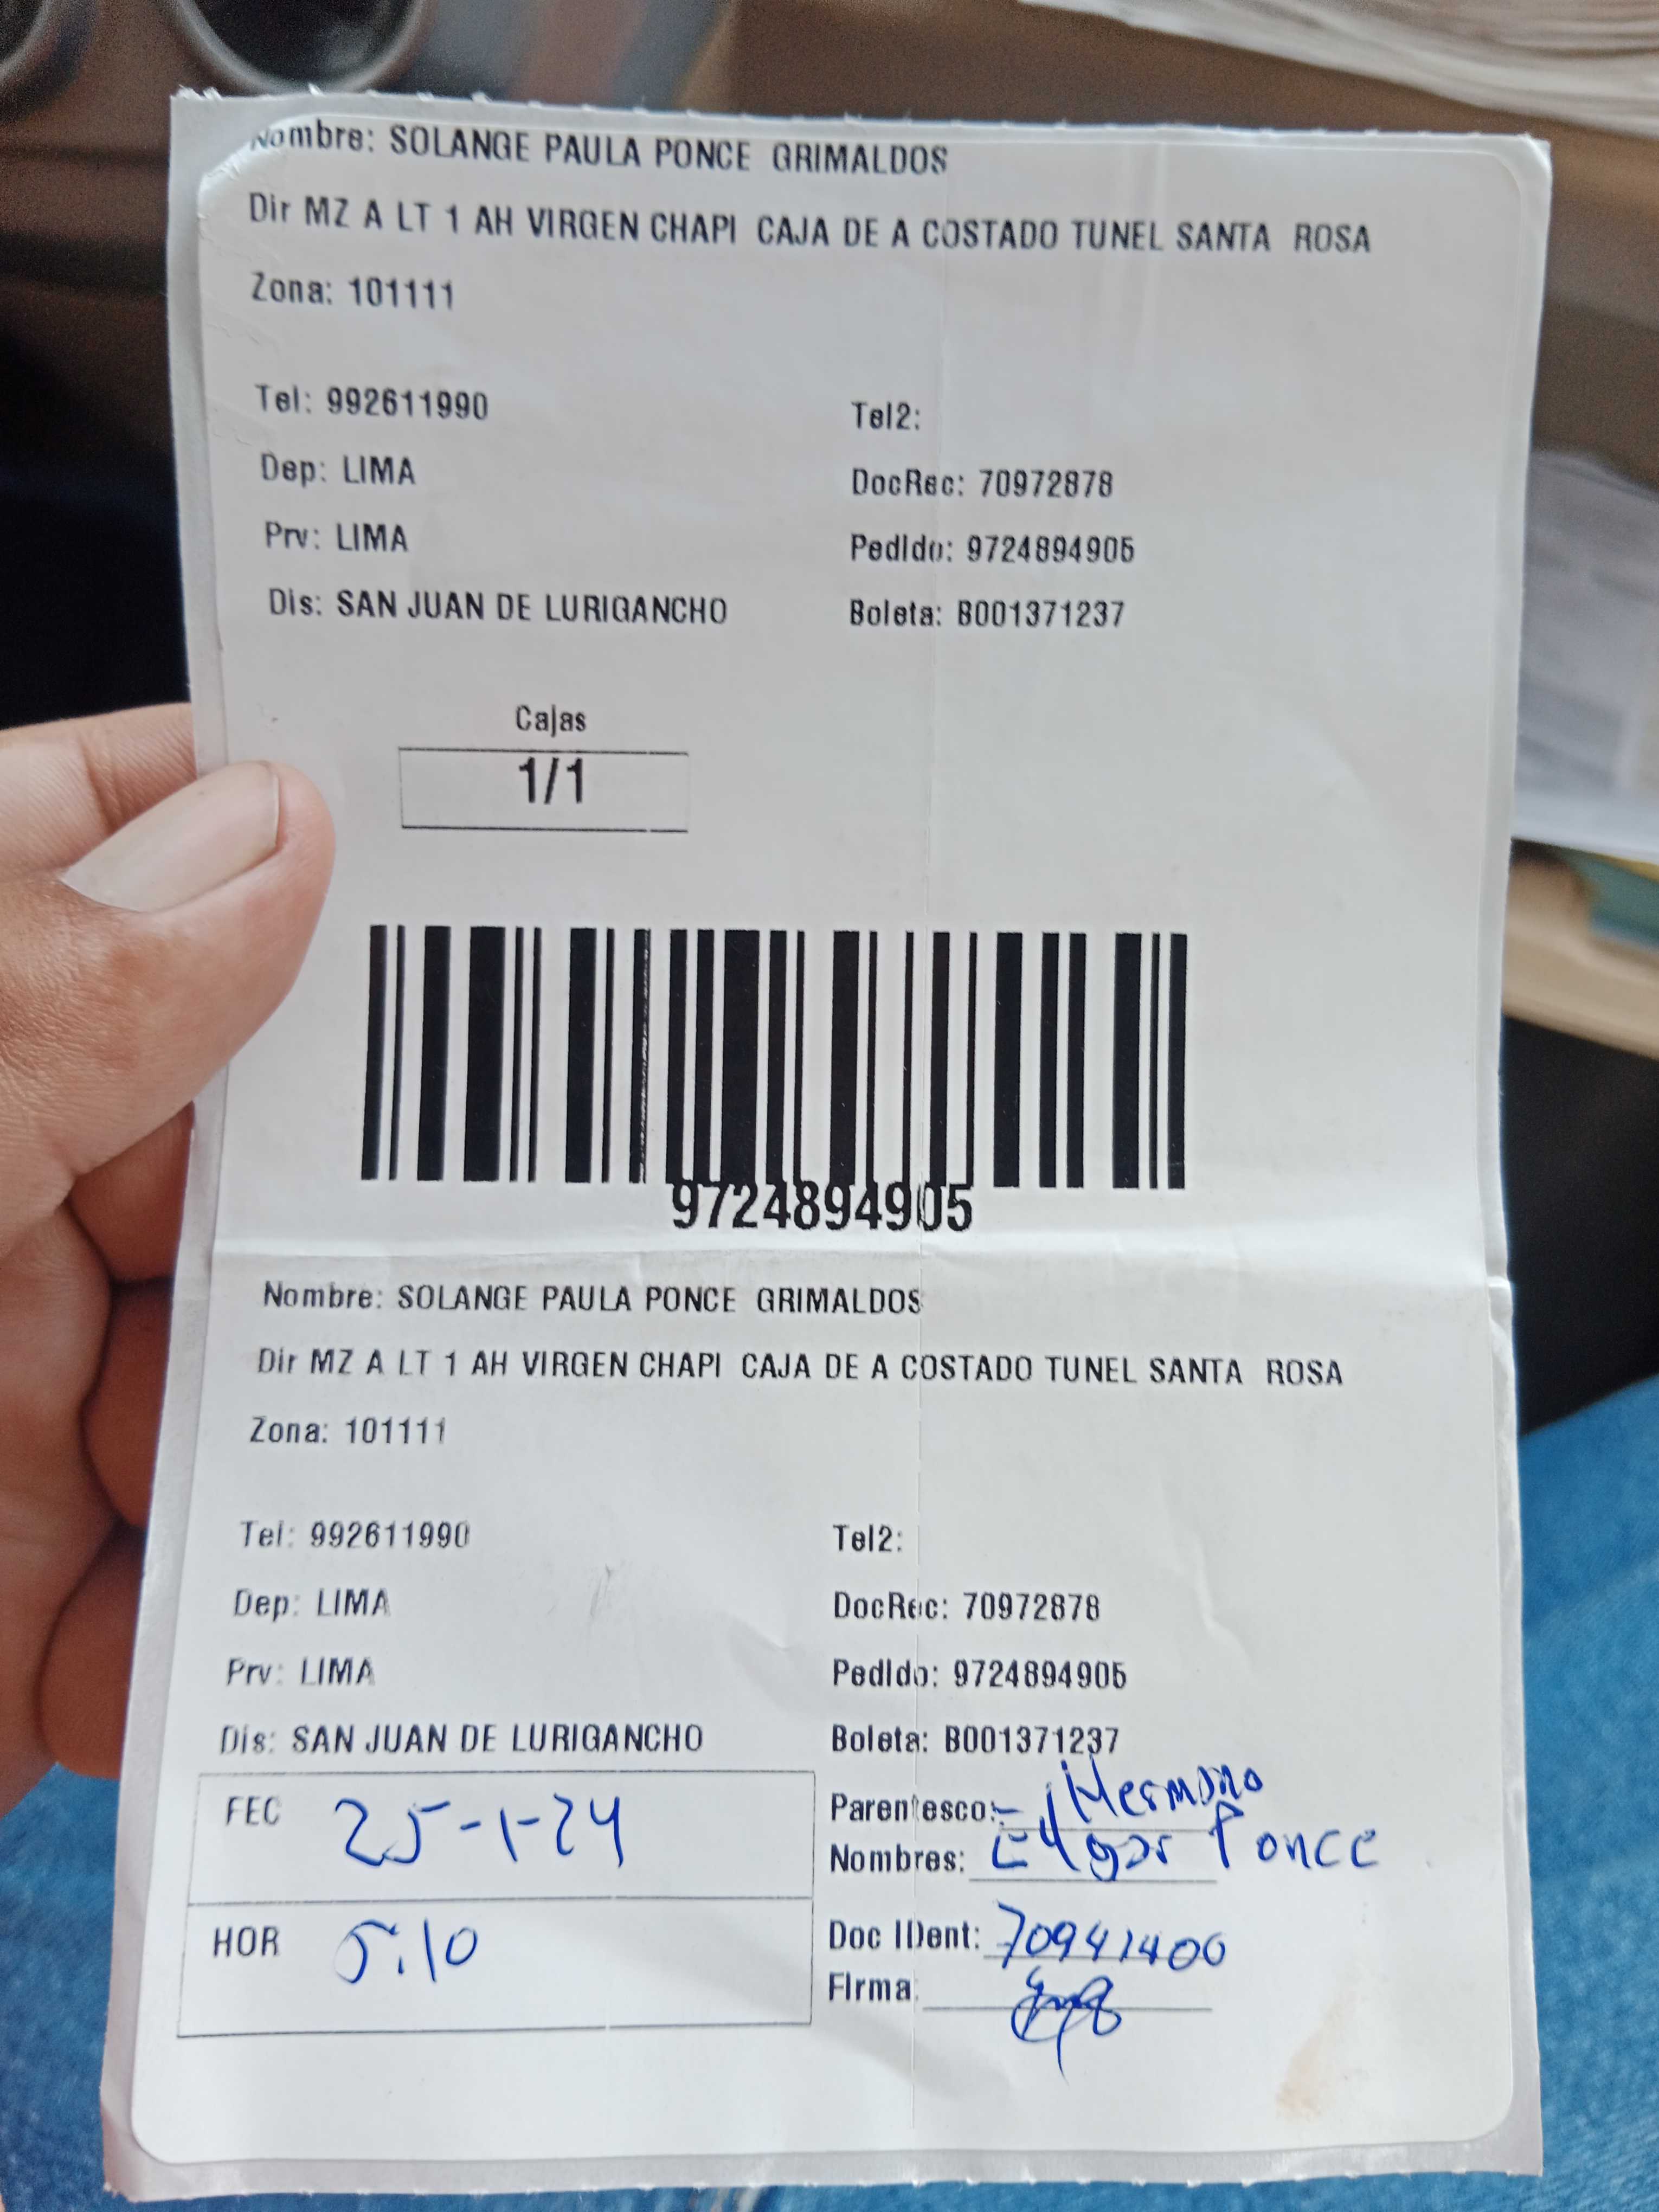 Nombre: SOLANGE PAULA PONCE GRIMALDOS
Dir MZ A LT 1 AH VIRGEN CHAPI CAJA DE A COSTADO TUNEL SANTA ROSA
Zona: 101111
Tel: 992611990 Tel2:
Dep: LIMA DocRec: 70972878
Prv: LIMA Pedido: 9724894905
Dis: SAN JUAN DE LURIGANCHO Boleta: B001371237
Cajas
1/1
9724894905
Nombre: SOLANGE PAULA PONCE GRIMALDOS
Dir MZ A LT 1 AH VIRGEN CHAPI CAJA DE A COSTADO TUNEL SANTA ROSA
Zona: 101111
Tel: 992611990 Tel2:
Dep: LIMA DocRec: 70972878
Prv: LIMA Pedido: 9724894905
Dis: SAN JUAN DE LURIGANCHO Boleta: B001371237
FEC 25-1-24 Parentesco: Hermano
Nombres: Edgar Ponce
HOR 5:10 Doc IDent: 70941400
Firma